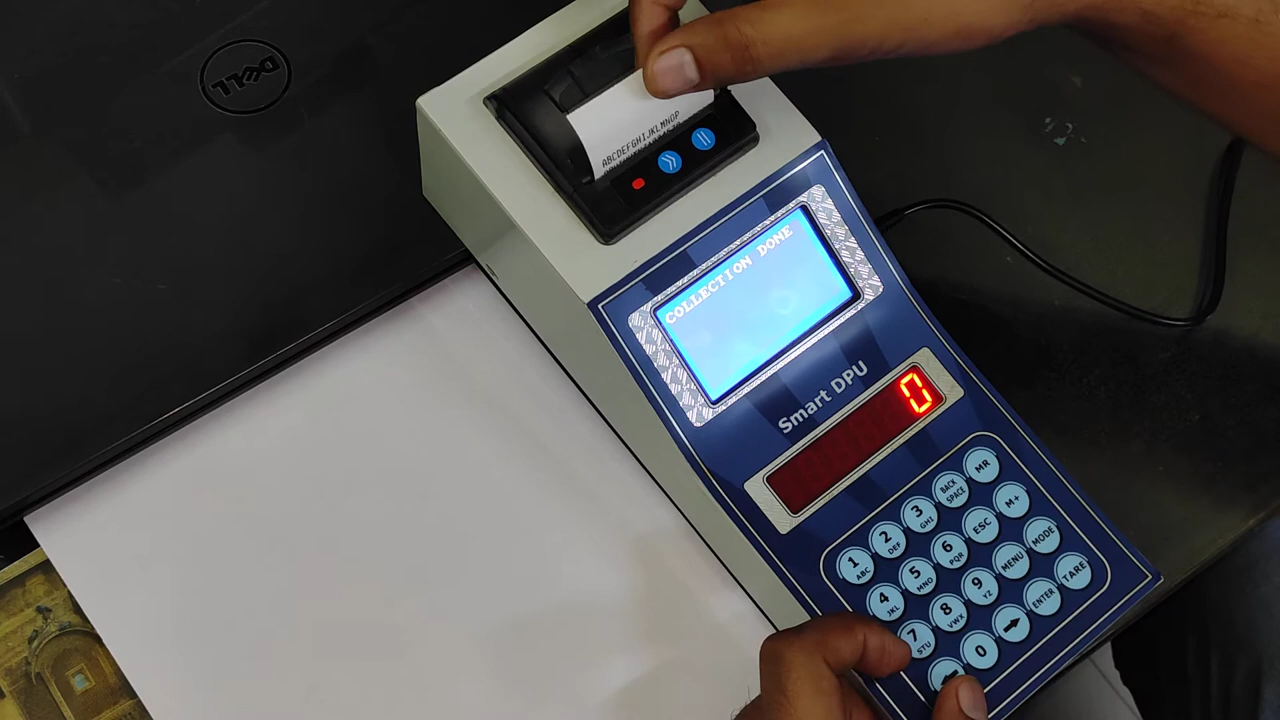 DELL
ABCDEFGHIJKLMNOP
COLLECTION DONE
Smart DPU
0
1 ABC
2 DEF
3 GHI
BACK SPACE
MR
4 JKL
5 MNO
6 PQR
ESC
M+
7 STU
8 VWX
9 YZ
MENU
MODE
0
ENTER
TARE